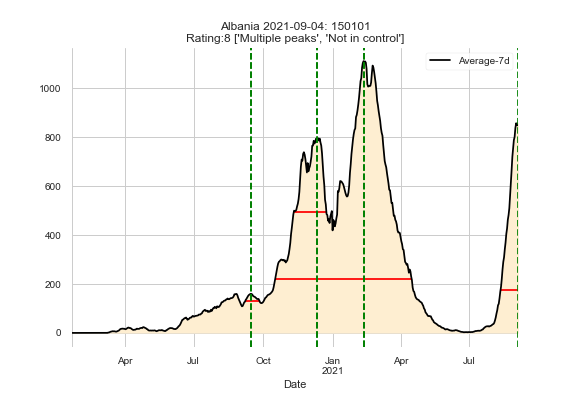 Albania 2021-09-04: 150101
Rating:8 ['Multiple peaks', 'Not in control']
Average-7d
1000
800
600
400
200
0
Apr Jul Oct Jan Apr Jul
2021
Date